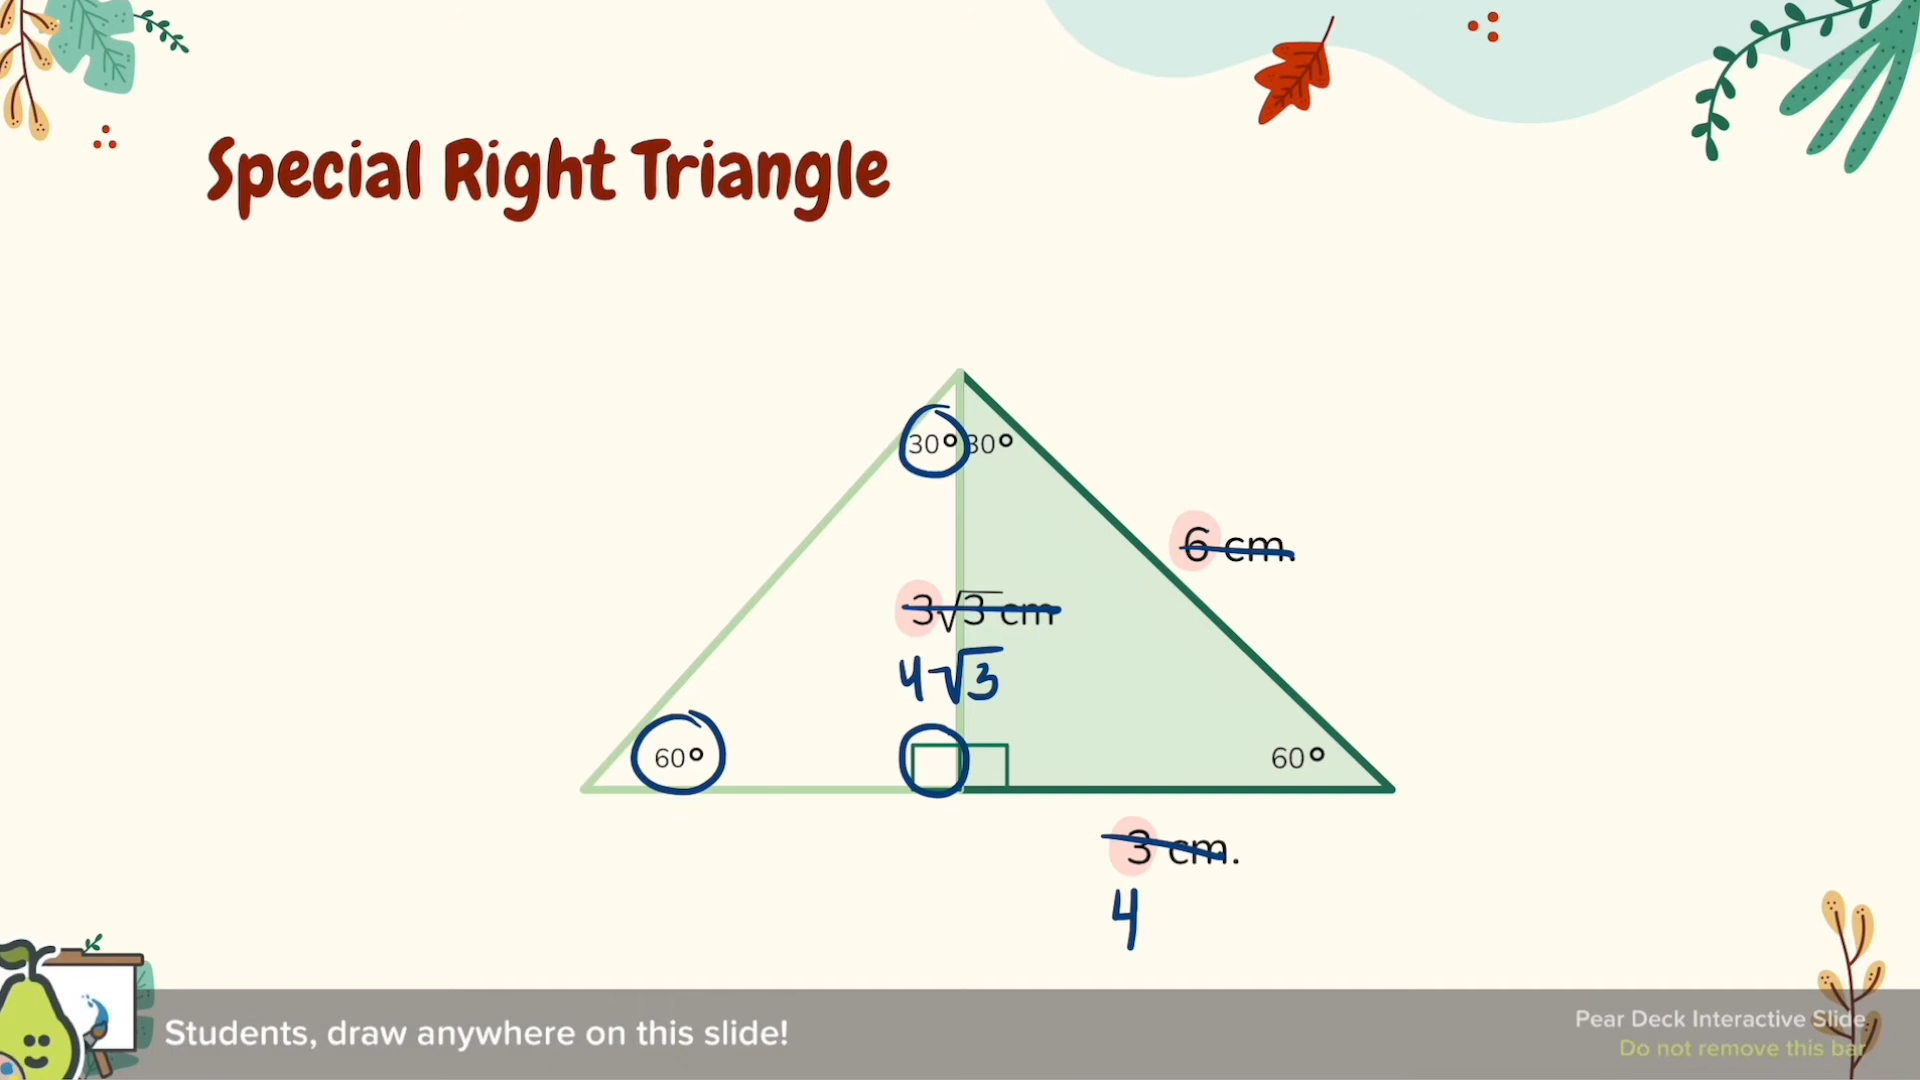 Special Right Triangle
30° 30°
6 cm.
3√3 cm
4√3
60°
60°
3 cm.
4
Students, draw anywhere on this slide!
Pear Deck Interactive Slide
Do not remove this bar